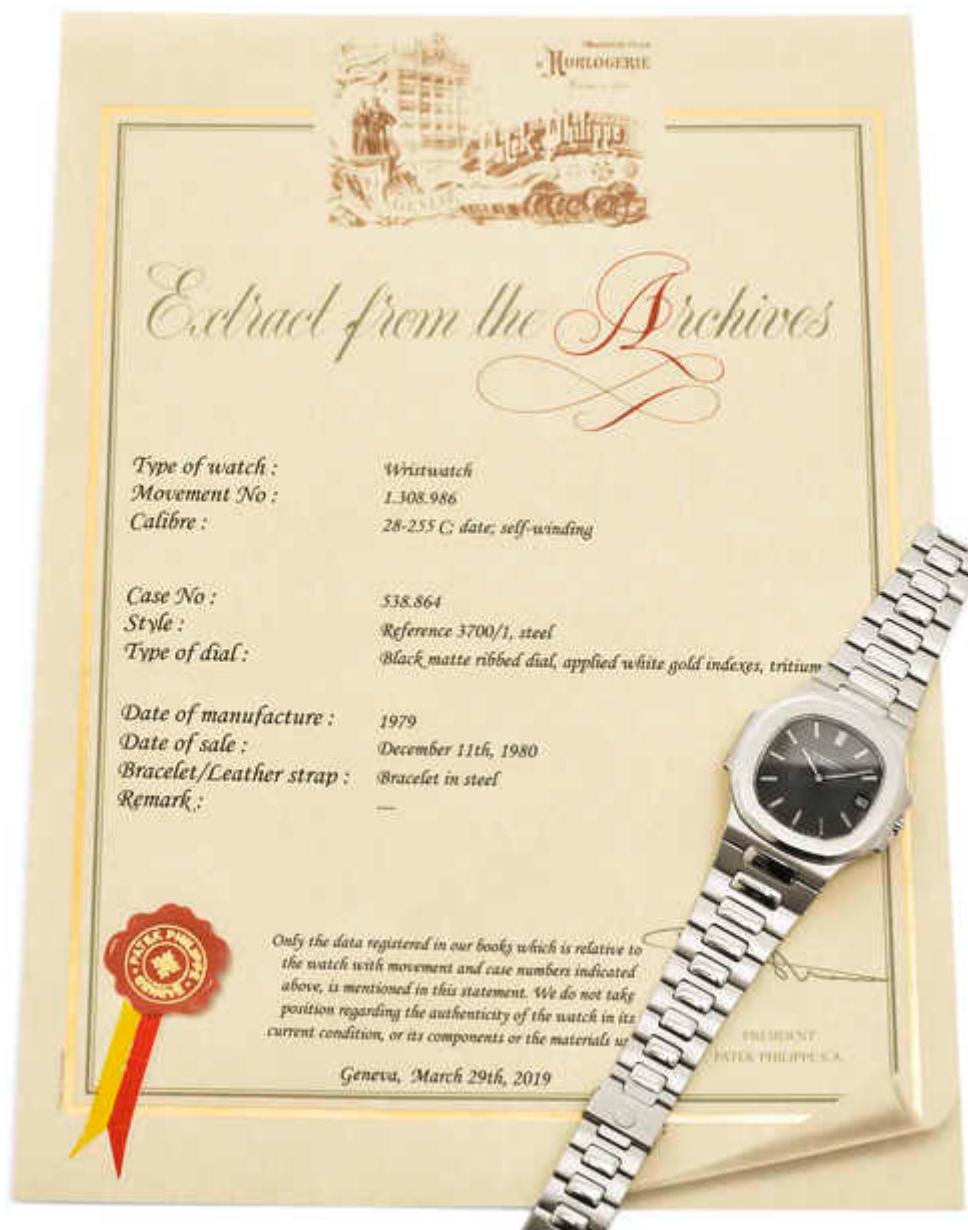 HORLOGERIE
Patek Philippe
GENÈVE
Extract from the Archives
Type of watch : Wristwatch
Movement No : 1.308.986
Calibre : 28-255 C; date; self-winding
Case No : 538.864
Style : Reference 3700/1, steel
Type of dial : Black matte ribbed dial, applied white gold indexes, tritium
Date of manufacture : 1979
Date of sale : December 11th, 1980
Bracelet/Leather strap : Bracelet in steel
Remark : —
PATEK PHILIPPE
Only the data registered in our books which is relative to
the watch with movement and case numbers indicated
above, is mentioned in this statement. We do not take
position regarding the authenticity of the watch in its
current condition, or its components or the materials
Geneva, March 29th, 2019
PRESIDENT
PATEK PHILIPPE S.A.